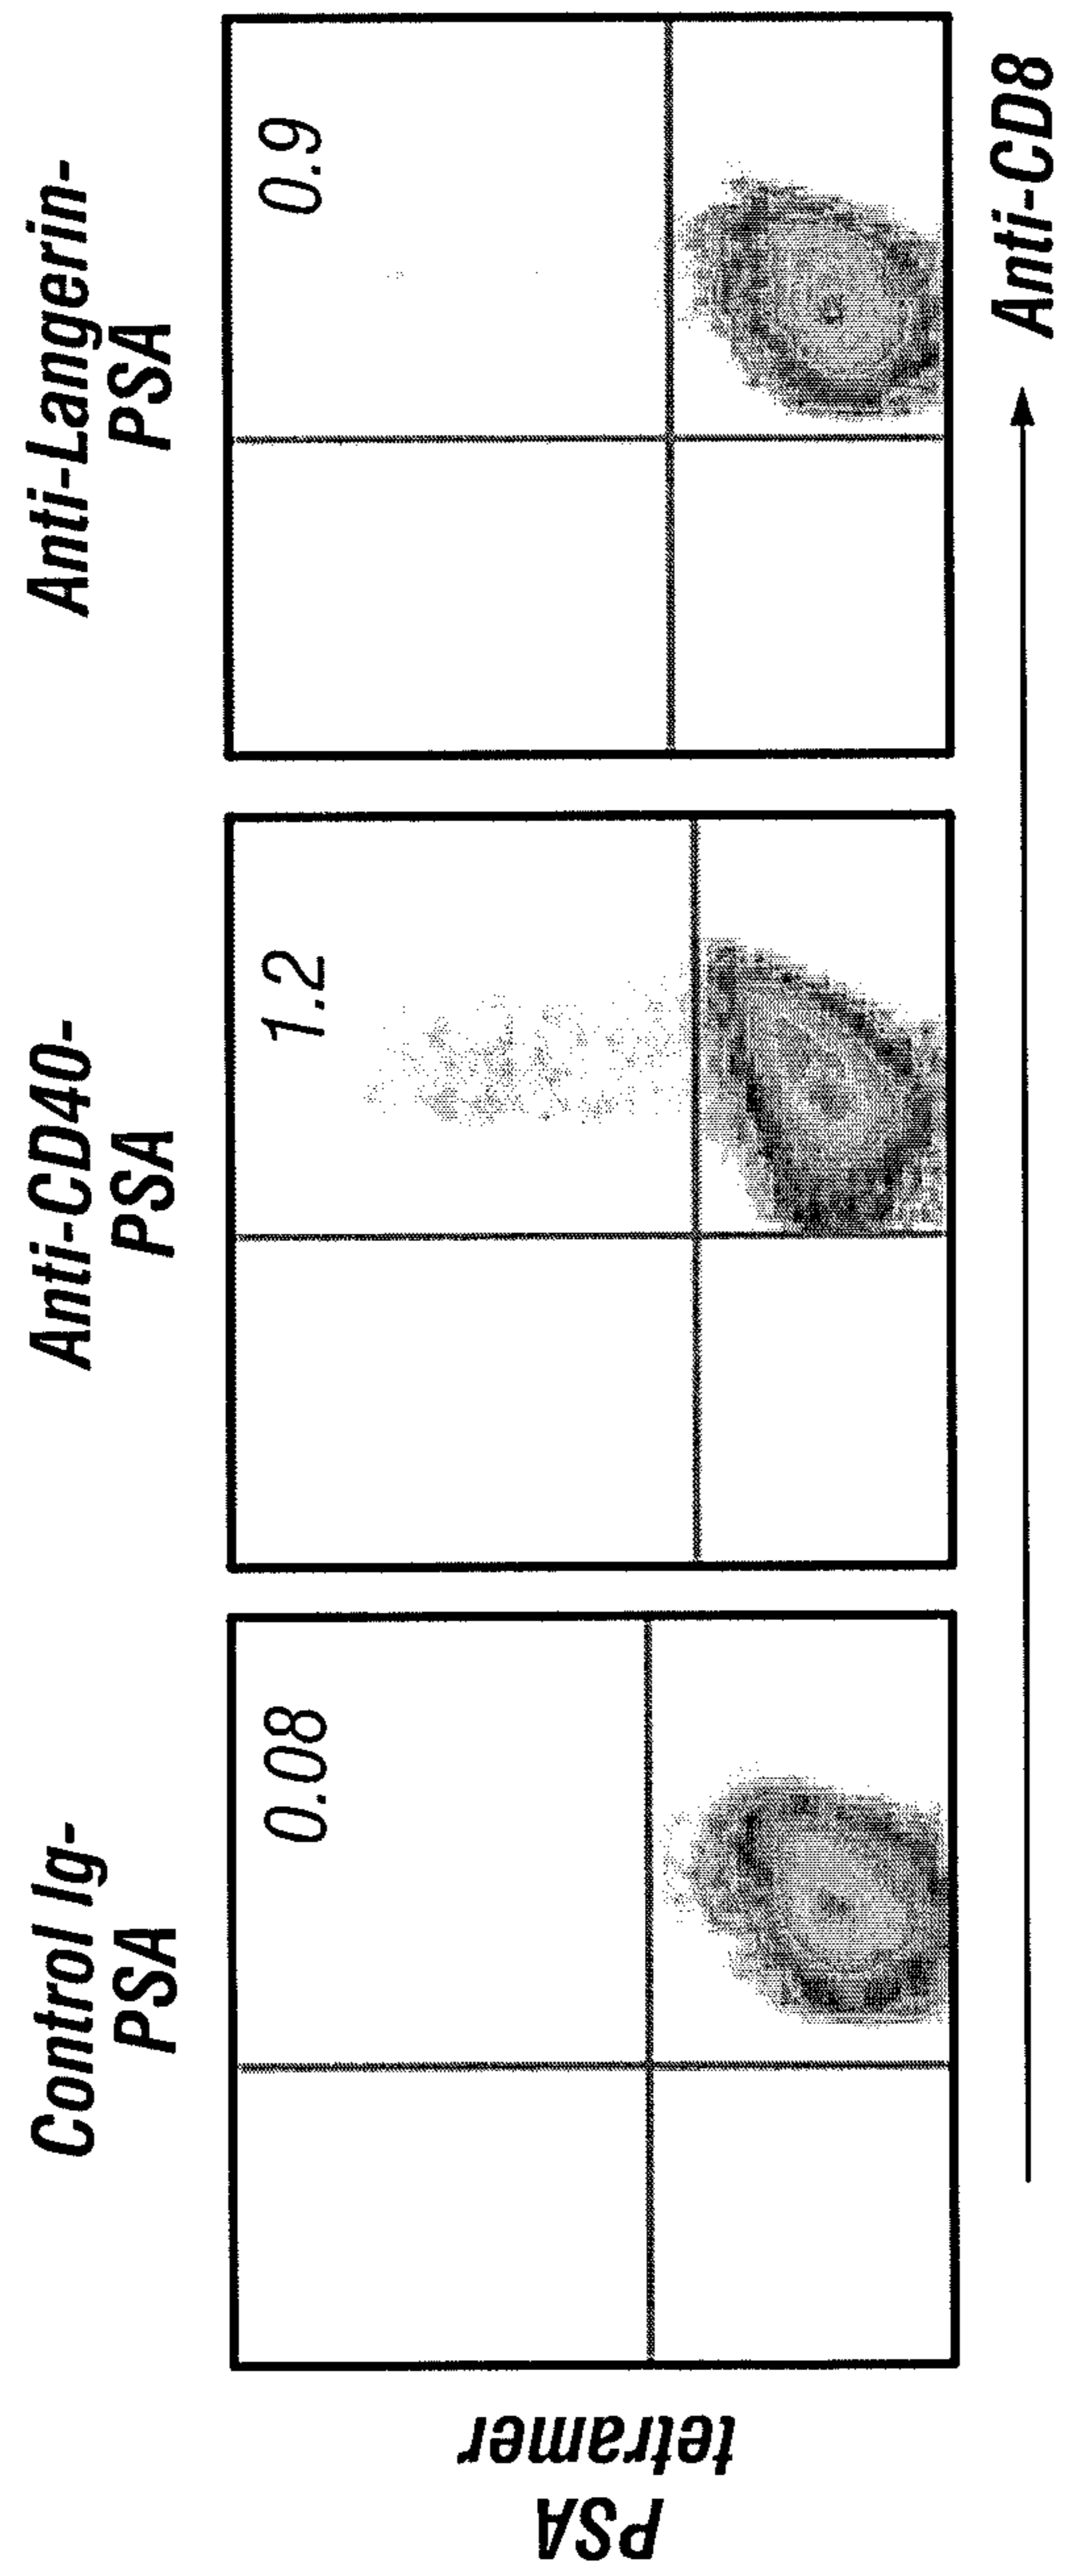 Control Ig-
PSA
Anti-CD40-
PSA
Anti-Langerin-
PSA
0.08
1.2
0.9
PSA
tetramer
Anti-CD8